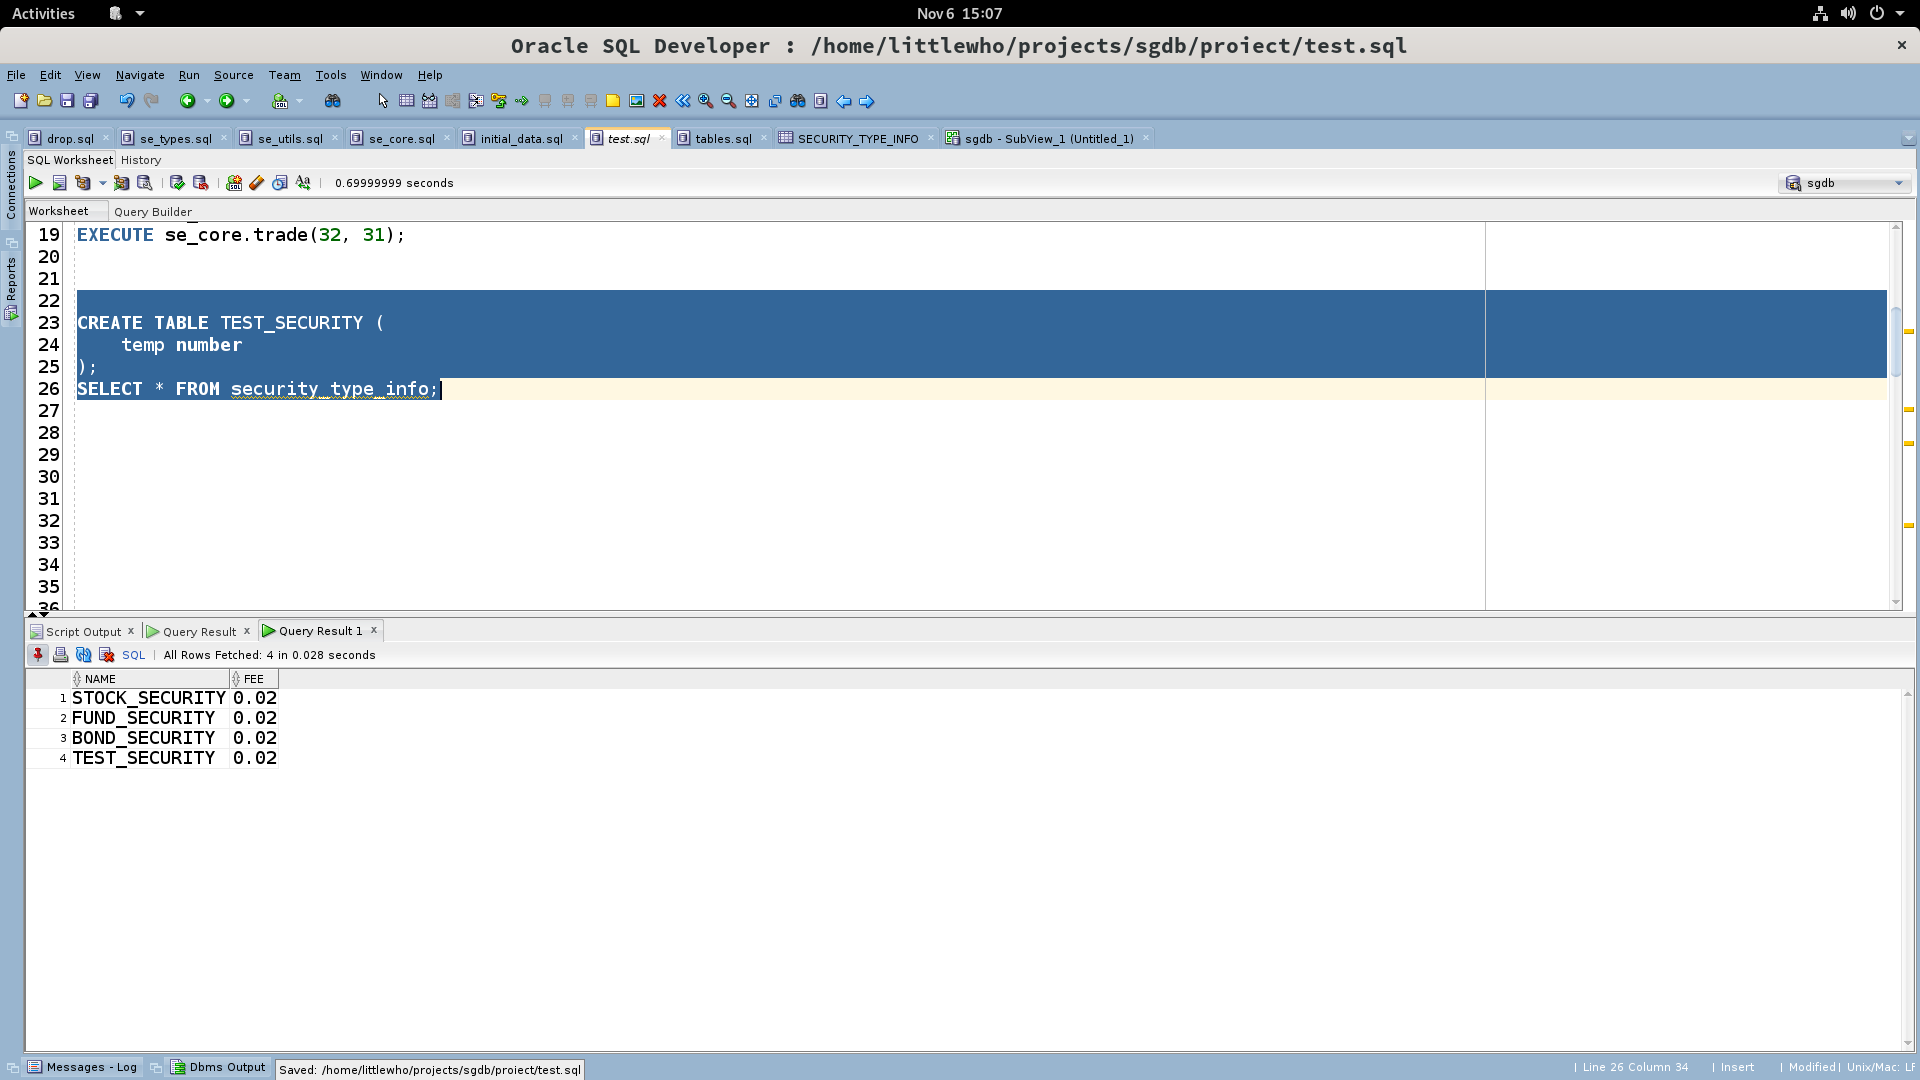 Activities
Nov 6 15:07
Oracle SQL Developer : /home/littlewho/projects/sgdb/proiect/test.sql
File Edit View Navigate Run Source Team Tools Window Help
drop.sql se_types.sql se_utils.sql se_core.sql initial_data.sql test.sql tables.sql SECURITY_TYPE_INFO sgdb - SubView_1 (Untitled_1)
Connections
Reports
SQL Worksheet History
0.69999999 seconds
sgdb
Worksheet Query Builder
19 EXECUTE se_core.trade(32, 31);
20
21
22
23 CREATE TABLE TEST_SECURITY (
24 temp number
25 );
26 SELECT * FROM security_type_info;
27
28
29
30
31
32
33
34
35
36
Script Output x Query Result x Query Result 1 x
SQL | All Rows Fetched: 4 in 0.028 seconds
NAME FEE
1 STOCK_SECURITY 0.02
2 FUND_SECURITY 0.02
3 BOND_SECURITY 0.02
4 TEST_SECURITY 0.02
Messages - Log Dbms Output Saved: /home/littlewho/projects/sgdb/proiect/test.sql
| Line 26 Column 34 | Insert | Modified | Unix/Mac: LF